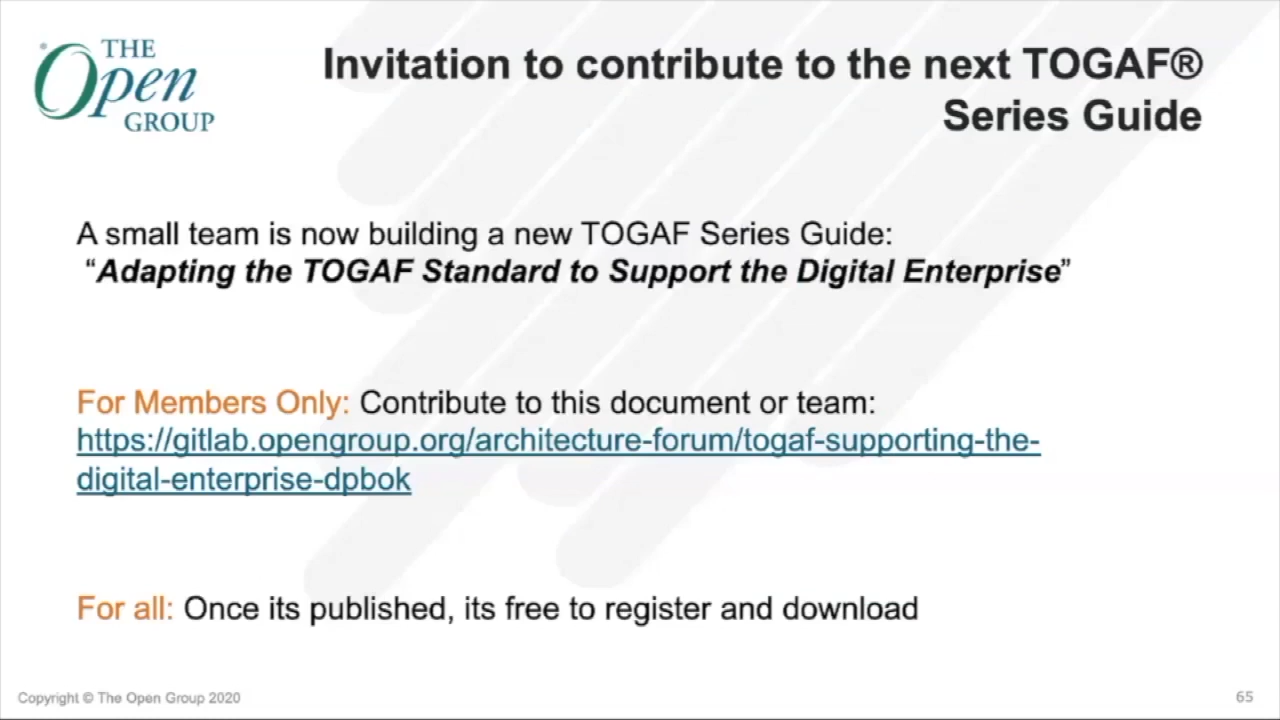 THE
Open
GROUP
Invitation to contribute to the next TOGAF®
Series Guide
A small team is now building a new TOGAF Series Guide:
“Adapting the TOGAF Standard to Support the Digital Enterprise”
For Members Only: Contribute to this document or team:
https://gitlab.opengroup.org/architecture-forum/togaf-supporting-the-
digital-enterprise-dpbok
For all: Once its published, its free to register and download
Copyright © The Open Group 2020
65